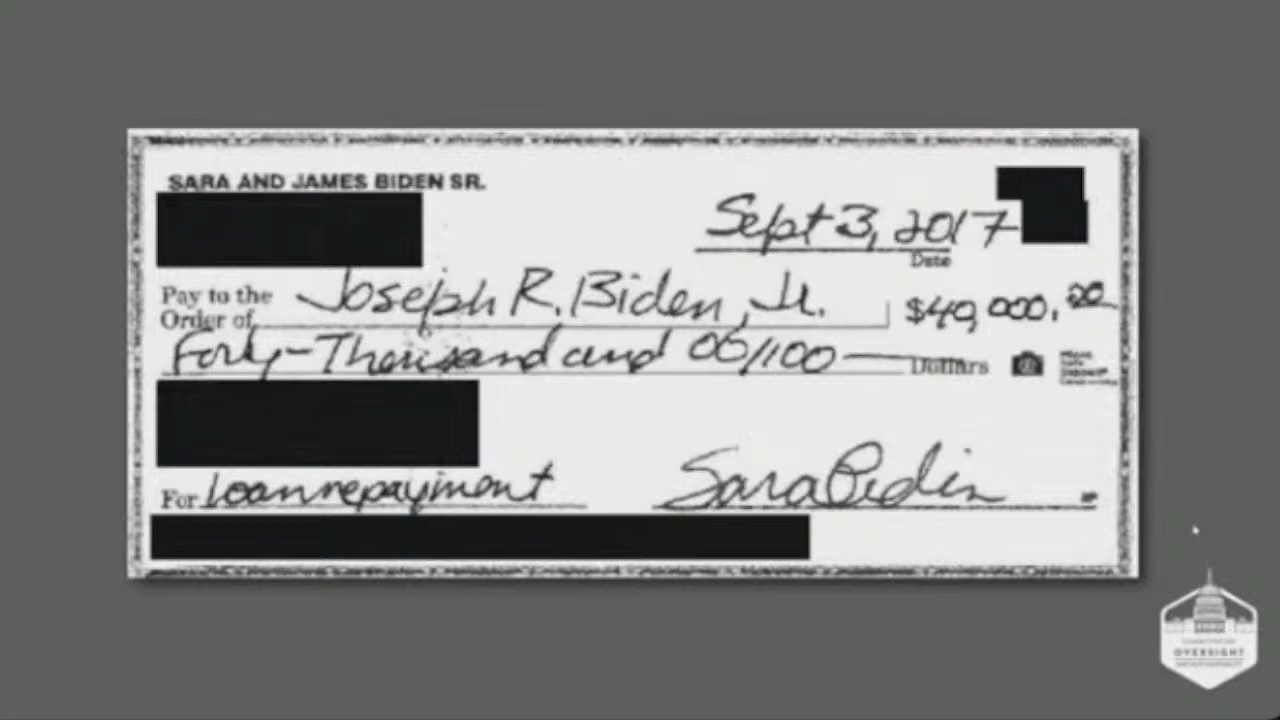 SARA AND JAMES BIDEN SR.
Sept 3, 2017
Date
Pay to the
Order of Joseph R. Biden, Jr. $40,000.00
Forty-Thousand and 00/100 Dollars
For Loan repayment Sara Biden
OVERSIGHT